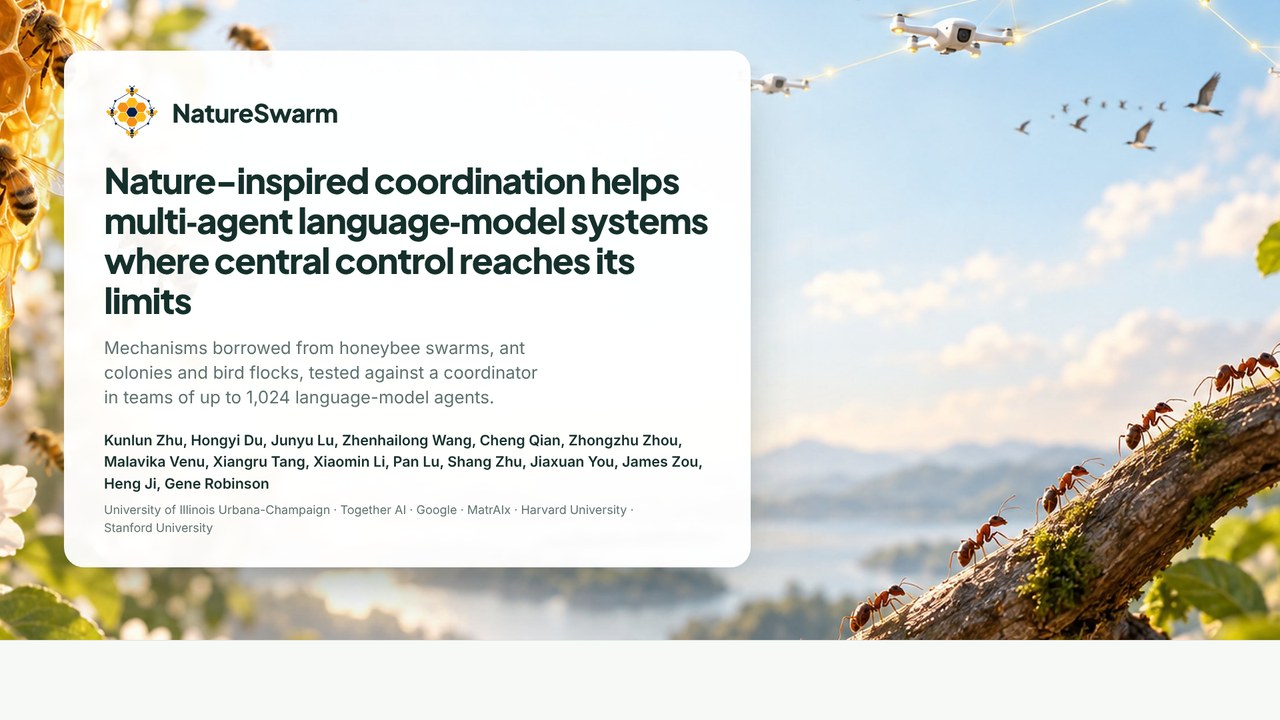 NatureSwarm
Nature–inspired coordination helps
multi-agent language-model systems
where central control reaches its
limits
Mechanisms borrowed from honeybee swarms, ant
colonies and bird flocks, tested against a coordinator
in teams of up to 1,024 language-model agents.
Kunlun Zhu, Hongyi Du, Junyu Lu, Zhenhailong Wang, Cheng Qian, Zhongzhu Zhou,
Malavika Venu, Xiangru Tang, Xiaomin Li, Pan Lu, Shang Zhu, Jiaxuan You, James Zou,
Heng Ji, Gene Robinson
University of Illinois Urbana-Champaign · Together AI · Google · MatrAIx · Harvard University ·
Stanford University